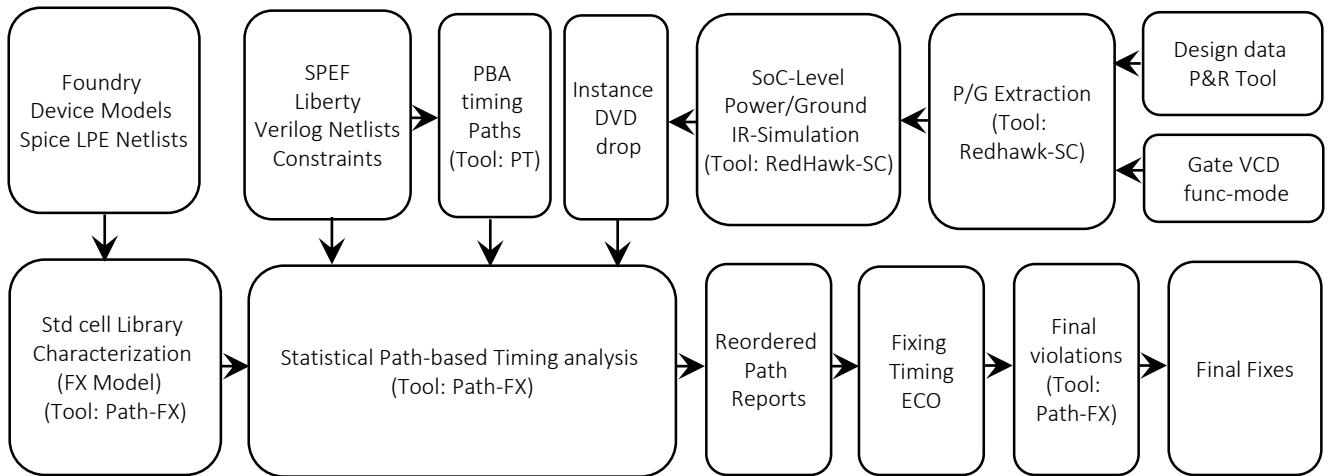 Foundry
Device Models
Spice LPE Netlists
SPEF
Liberty
Verilog Netlists
Constraints
PBA
timing
Paths
(Tool: PT)
Instance
DVD
drop
SoC-Level
Power/Ground
IR-Simulation
(Tool: RedHawk-SC)
P/G Extraction
(Tool:
Redhawk-SC)
Design data
P&R Tool
Gate VCD
func-mode
Std cell Library
Characterization
(FX Model)
(Tool: Path-FX)
Statistical Path-based Timing analysis
(Tool: Path-FX)
Reordered
Path
Reports
Fixing
Timing
ECO
Final
violations
(Tool:
Path-FX)
Final Fixes